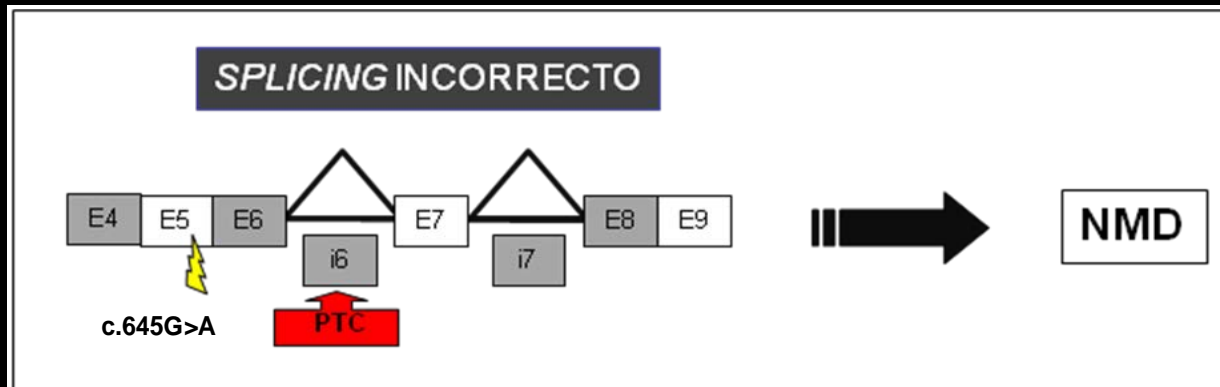 SPLICING INCORRECTO
E4 E5 E6 E7 E8 E9
i6 i7
PTC
c.645G>A
NMD